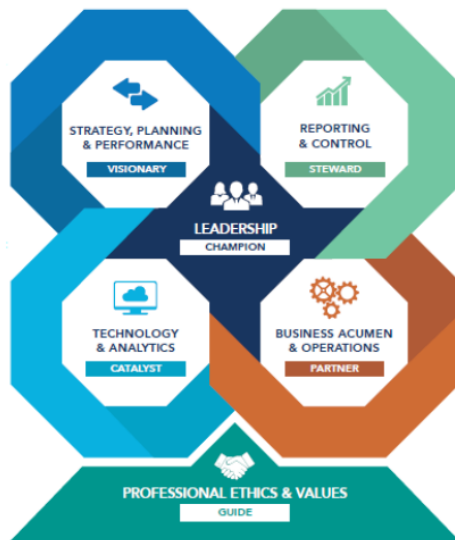 STRATEGY, PLANNING
& PERFORMANCE
VISIONARY
REPORTING
& CONTROL
STEWARD
LEADERSHIP
CHAMPION
TECHNOLOGY
& ANALYTICS
CATALYST
BUSINESS ACUMEN
& OPERATIONS
PARTNER
PROFESSIONAL ETHICS & VALUES
GUIDE